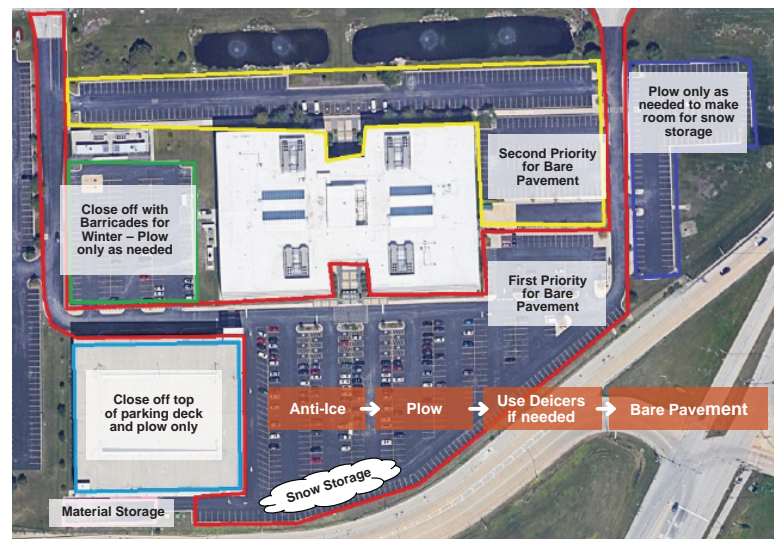 Plow only as
needed to make
room for snow
storage
Second Priority
for Bare
Pavement
Close off with
Barricades for
Winter – Plow
only as needed
First Priority
for Bare
Pavement
Close off top
of parking deck
and plow only
Anti-Ice
Plow
Use Deicers
if needed
Bare Pavement
Snow Storage
Material Storage